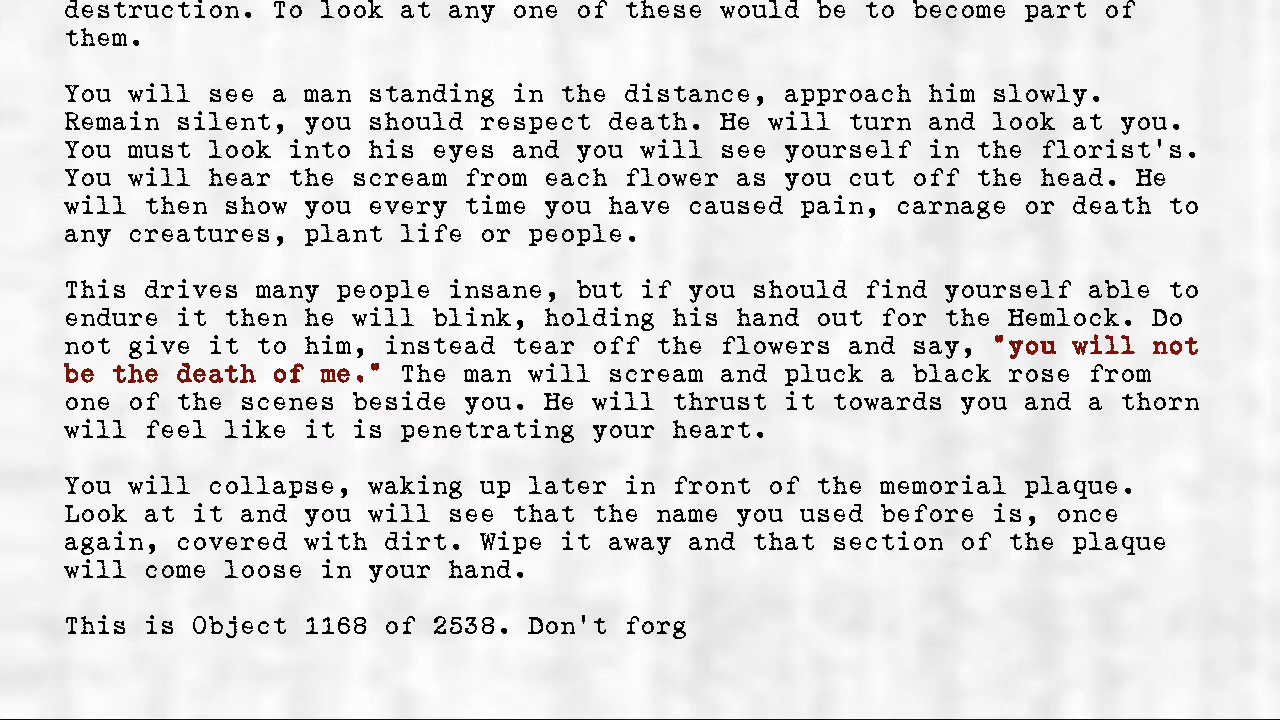 destruction. To look at any one of these would be to become part of
them.
You will see a man standing in the distance, approach him slowly.
Remain silent, you should respect death. He will turn and look at you.
You must look into his eyes and you will see yourself in the florist's.
You will hear the scream from each flower as you cut off the head. He
will then show you every time you have caused pain, carnage or death to
any creatures, plant life or people.
This drives many people insane, but if you should find yourself able to
endure it then he will blink, holding his hand out for the Hemlock. Do
not give it to him, instead tear off the flowers and say, "you will not
be the death of me." The man will scream and pluck a black rose from
one of the scenes beside you. He will thrust it towards you and a thorn
will feel like it is penetrating your heart.
You will collapse, waking up later in front of the memorial plaque.
Look at it and you will see that the name you used before is, once
again, covered with dirt. Wipe it away and that section of the plaque
will come loose in your hand.
This is Object 1168 of 2538. Don't forg